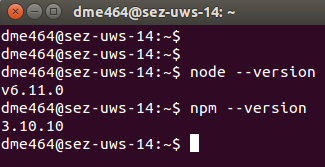 dme464@sez-uws-14: ~
dme464@sez-uws-14:~$
dme464@sez-uws-14:~$
dme464@sez-uws-14:~$ node --version
v6.11.0
dme464@sez-uws-14:~$ npm --version
3.10.10
dme464@sez-uws-14:~$